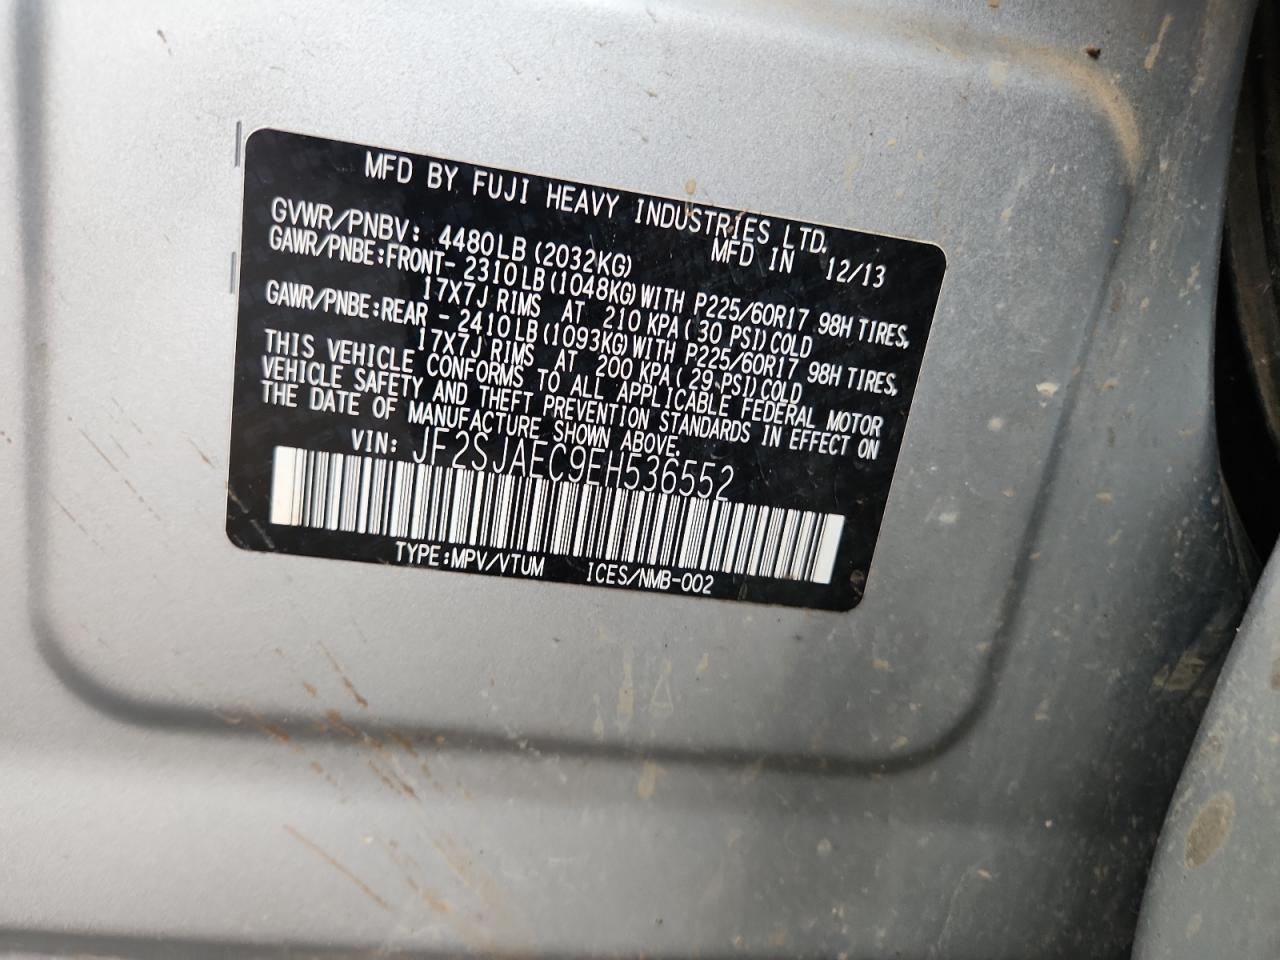 MFD BY FUJI HEAVY INDUSTRIES LTD.
MFD IN 12/13
GVWR/PNBV: 4480LB (2032KG)
GAWR/PNBE:FRONT- 2310LB (1048KG) WITH P225/60R17 98H TIRES,
17X7J RIMS AT 210 KPA( 30 PSI) COLD
GAWR/PNBE:REAR - 2410LB (1093KG) WITH P225/60R17 98H TIRES,
17X7J RIMS AT 200 KPA( 29 PSI) COLD
THIS VEHICLE CONFORMS TO ALL APPLICABLE FEDERAL MOTOR
VEHICLE SAFETY AND THEFT PREVENTION STANDARDS IN EFFECT ON
THE DATE OF MANUFACTURE SHOWN ABOVE.
VIN: JF2SJAEC9EH536552
TYPE:MPV/VTUM ICES/NMB-002